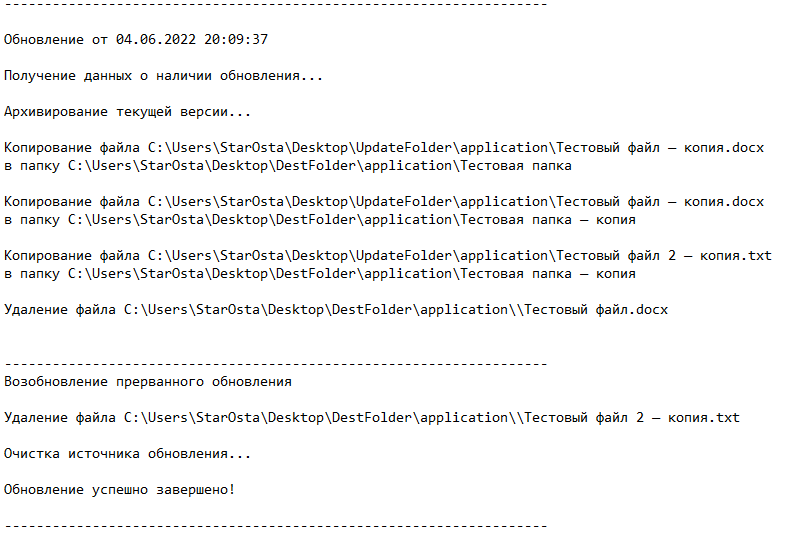 --------------------------------------------------------------------
Обновление от 04.06.2022 20:09:37
Получение данных о наличии обновления...
Архивирование текущей версии...
Копирование файла C:\Users\StarOsta\Desktop\UpdateFolder\application\Тестовый файл — копия.docx
в папку C:\Users\StarOsta\Desktop\DestFolder\application\Тестовая папка
Копирование файла C:\Users\StarOsta\Desktop\UpdateFolder\application\Тестовый файл — копия.docx
в папку C:\Users\StarOsta\Desktop\DestFolder\application\Тестовая папка — копия
Копирование файла C:\Users\StarOsta\Desktop\UpdateFolder\application\Тестовый файл 2 — копия.txt
в папку C:\Users\StarOsta\Desktop\DestFolder\application\Тестовая папка — копия
Удаление файла C:\Users\StarOsta\Desktop\DestFolder\application\\Тестовый файл.docx
--------------------------------------------------------------------
Возобновление прерванного обновления
Удаление файла C:\Users\StarOsta\Desktop\DestFolder\application\\Тестовый файл 2 — копия.txt
Очистка источника обновления...
Обновление успешно завершено!
--------------------------------------------------------------------